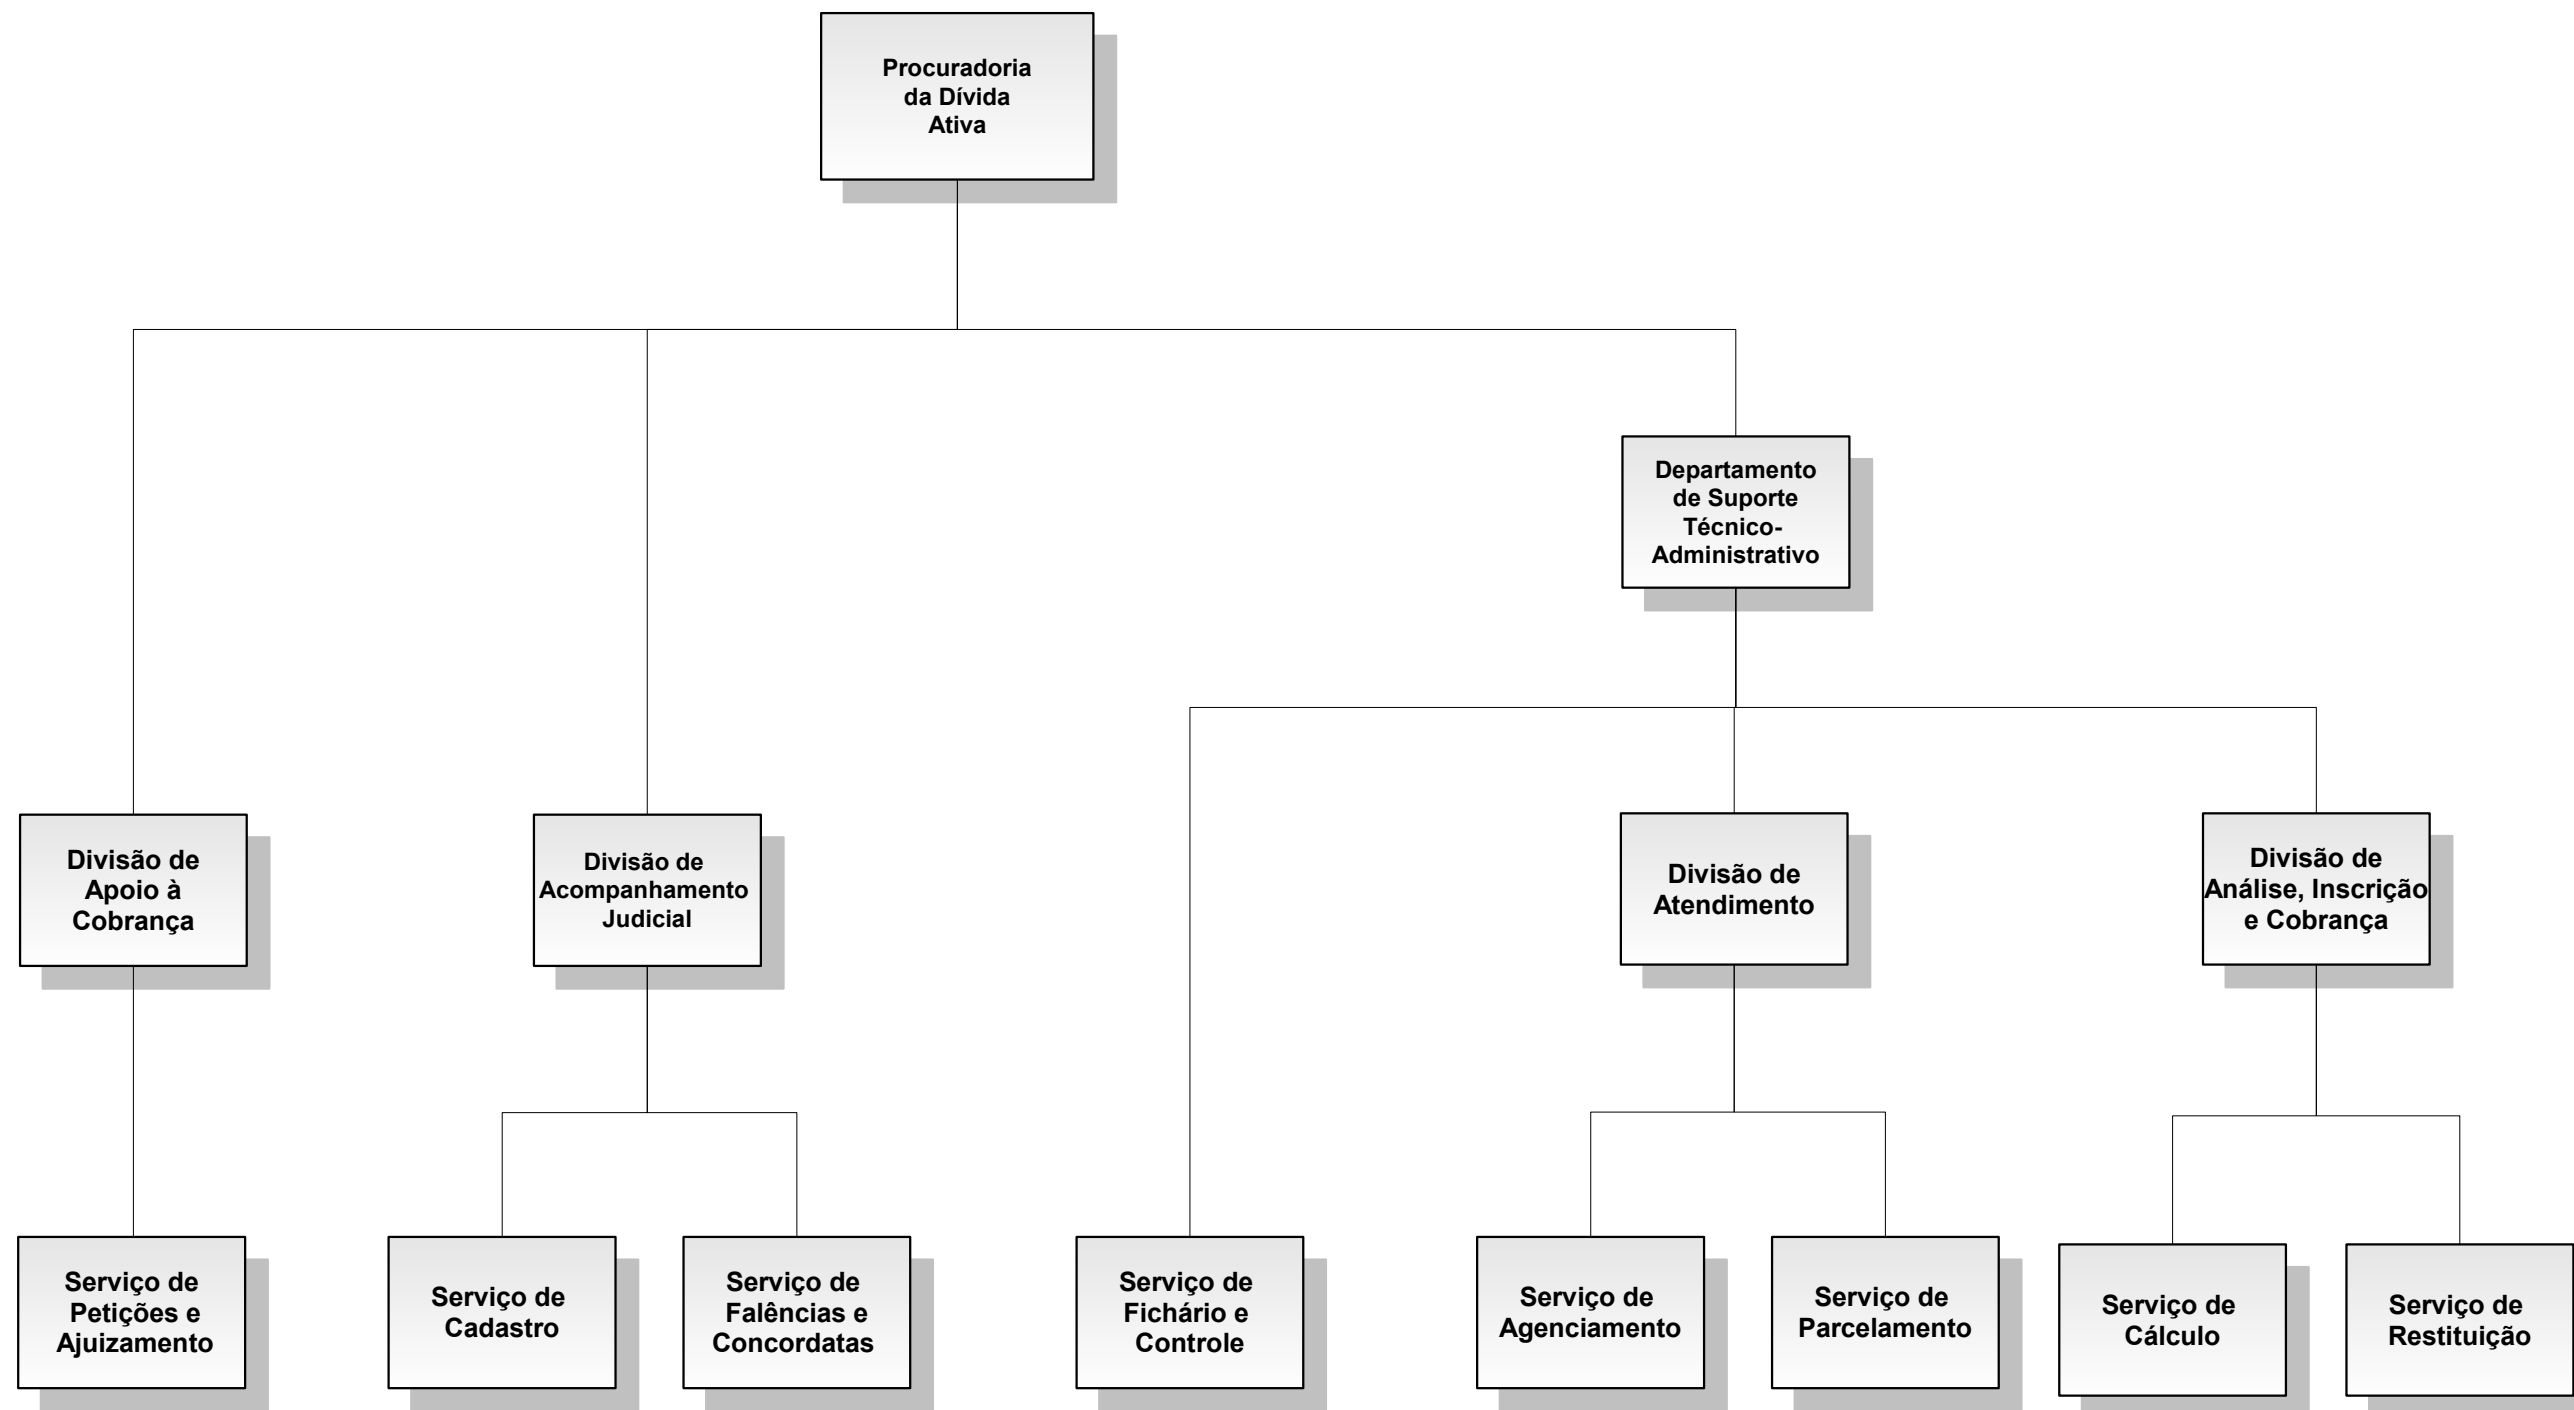 Procuradoria
da Dívida
Ativa
Departamento
de Suporte
Técnico-
Administrativo
Divisão de
Apoio à
Cobrança
Divisão de
Acompanhamento
Judicial
Divisão de
Atendimento
Divisão de
Análise, Inscrição
e Cobrança
Serviço de
Petições e
Ajuizamento
Serviço de
Cadastro
Serviço de
Falências e
Concordatas
Serviço de
Fichário e
Controle
Serviço de
Agenciamento
Serviço de
Parcelamento
Serviço de
Cálculo
Serviço de
Restituição